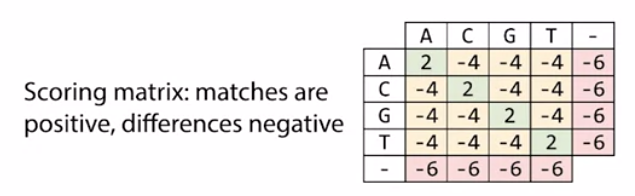 A C G T -
A 2 -4 -4 -4 -6
C -4 2 -4 -4 -6
G -4 -4 2 -4 -6
T -4 -4 -4 2 -6
- -6 -6 -6 -6
Scoring matrix: matches are
positive, differences negative